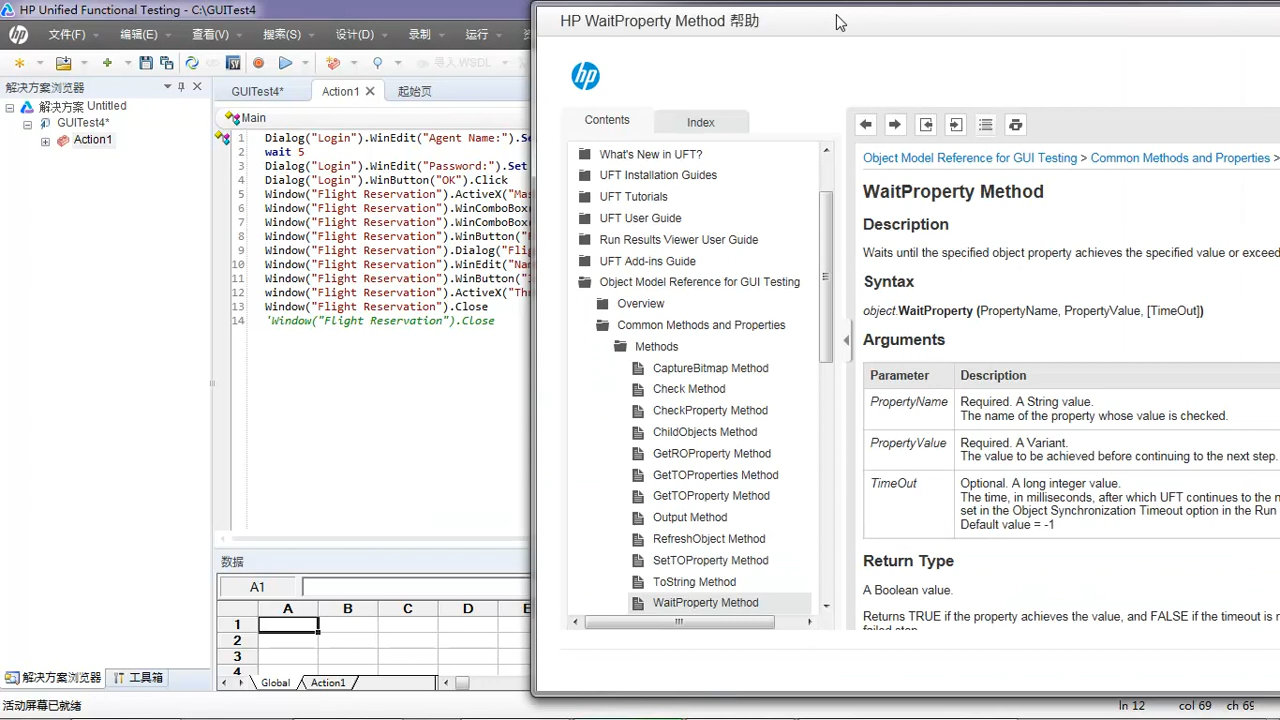 HP Unified Functional Testing - C:\GUITest4
文件(F)
编辑(E)
查看(V)
搜索(S)
设计(D)
录制
运行
导入 WSDL
解决方案浏览器
解决方案 Untitled
GUITest4*
Action1
GUITest4*
Action1
起始页
Main
1 Dialog("Login").WinEdit("Agent Name:").Se
2 wait 5
3 Dialog("Login").WinEdit("Password:").Set
4 Dialog("Login").WinButton("OK").Click
5 Window("Flight Reservation").ActiveX("Mas
6 Window("Flight Reservation").WinComboBox(
7 Window("Flight Reservation").WinComboBox(
8 Window("Flight Reservation").WinButton("
9 Window("Flight Reservation").Dialog("Flig
10 Window("Flight Reservation").WinEdit("Nam
11 Window("Flight Reservation").WinButton("
12 Window("Flight Reservation").ActiveX("Thr
13 Window("Flight Reservation").Close
14 'Window("Flight Reservation").Close
数据
A1
A B C D E
1
2
3
4
Global
Action1
解决方案浏览器
工具箱
活动屏幕已就绪
ln 12
col 69
ch 69
HP WaitProperty Method 帮助
hp
Contents
Index
What's New in UFT?
UFT Installation Guides
UFT Tutorials
UFT User Guide
Run Results Viewer User Guide
UFT Add-ins Guide
Object Model Reference for GUI Testing
Overview
Common Methods and Properties
Methods
CaptureBitmap Method
Check Method
CheckProperty Method
ChildObjects Method
GetROProperty Method
GetTOProperties Method
GetTOProperty Method
Output Method
RefreshObject Method
SetTOProperty Method
ToString Method
WaitProperty Method
Object Model Reference for GUI Testing > Common Methods and Properties >
WaitProperty Method
Description
Waits until the specified object property achieves the specified value or exceed
Syntax
object.WaitProperty (PropertyName, PropertyValue, [TimeOut])
Arguments
Parameter Description
PropertyName Required. A String value.
The name of the property whose value is checked.
PropertyValue Required. A Variant.
The value to be achieved before continuing to the next step.
TimeOut Optional. A long integer value.
The time, in milliseconds, after which UFT continues to the n
set in the Object Synchronization Timeout option in the Run
Default value = -1
Return Type
A Boolean value.
Returns TRUE if the property achieves the value, and FALSE if the timeout is r
failed step